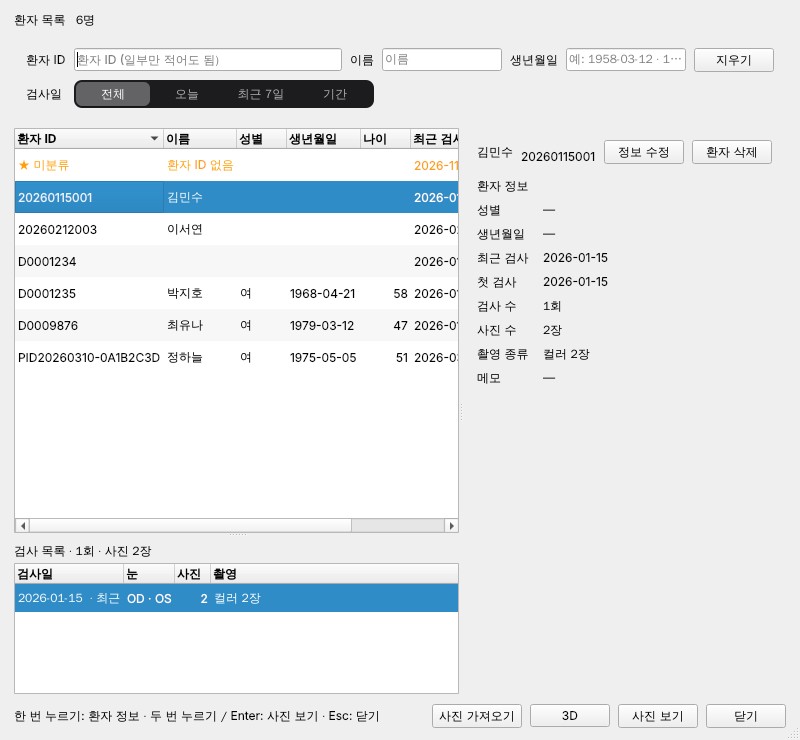 환자 목록 6명
환자 ID 환자 ID (일부만 적어도 됨) 이름 이름 생년월일 예: 1958-03-12 · 1⋯ 지우기
검사일 전체 오늘 최근 7일 기간
환자 ID 이름 성별 생년월일 나이 최근 검사
★ 미분류 환자 ID 없음 2026-11
20260115001 김민수 2026-0
20260212003 이서연 2026-0
D0001234 2026-0
D0001235 박지호 여 1968-04-21 58 2026-0
D0009876 최유나 여 1979-03-12 47 2026-0
PID20260310-0A1B2C3D 정하늘 여 1975-05-05 51 2026-0
김민수 20260115001 정보 수정 환자 삭제
환자 정보
성별 —
생년월일 —
최근 검사 2026-01-15
첫 검사 2026-01-15
검사 수 1회
사진 수 2장
촬영 종류 컬러 2장
메모 —
검사 목록 · 1회 · 사진 2장
검사일 눈 사진 촬영
2026-01-15 · 최근 OD · OS 2 컬러 2장
한 번 누르기: 환자 정보 · 두 번 누르기 / Enter: 사진 보기 · Esc: 닫기
사진 가져오기 3D 사진 보기 닫기